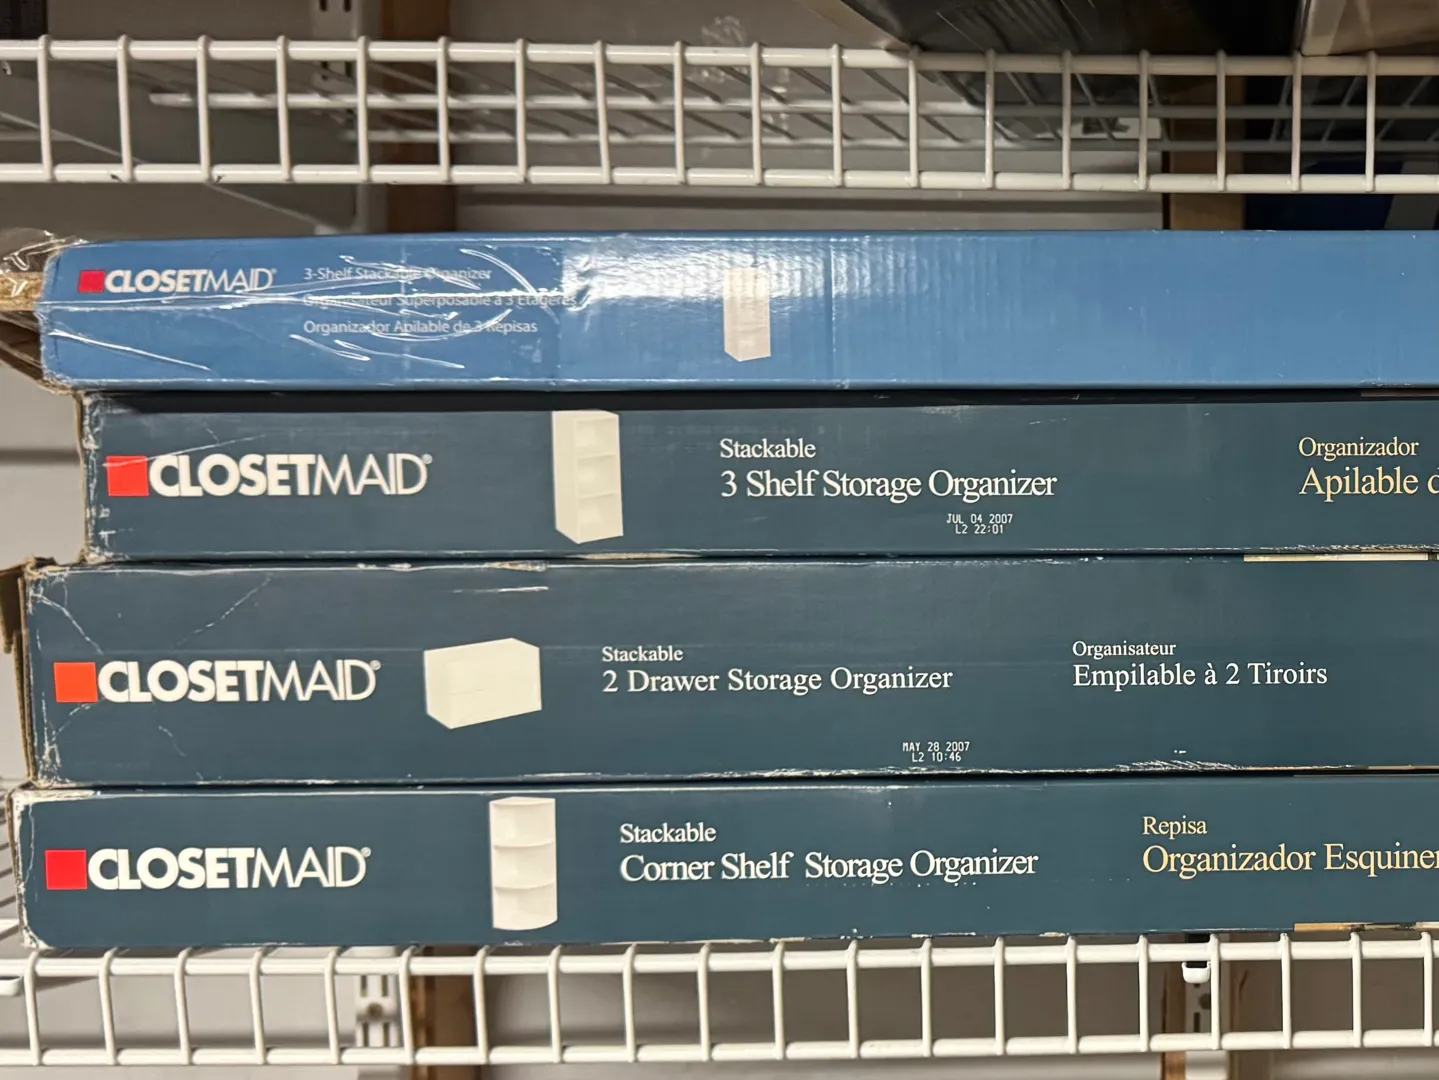 CLOSETMAID®
3-Shelf Stackable Organizer
Organisateur Superposable à 3 Étagères
Organizador Apilable de 3 Repisas
CLOSETMAID®
Stackable
3 Shelf Storage Organizer
JUL 04 2007
L2 22:01
Organizador
Apilable d
CLOSETMAID®
Stackable
2 Drawer Storage Organizer
MAY 28 2007
L2 10:46
Organisateur
Empilable à 2 Tiroirs
CLOSETMAID®
Stackable
Corner Shelf Storage Organizer
Repisa
Organizador Esquiner